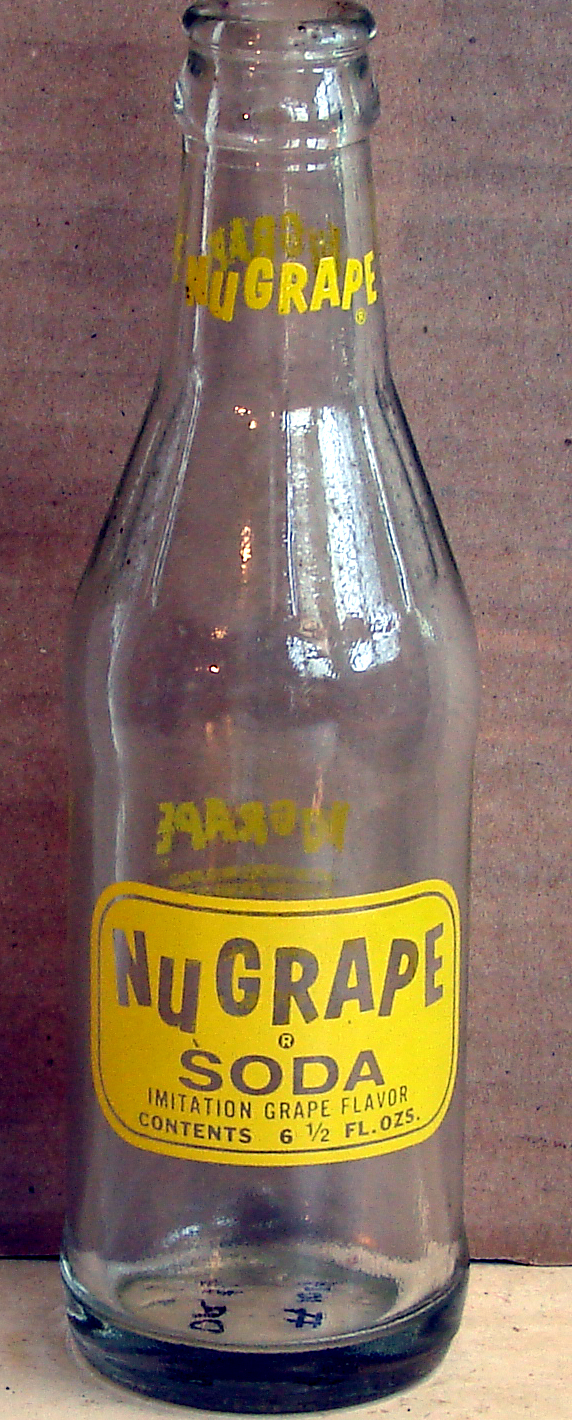 NUGRAPE
®
NUGRAPE
®
SODA
IMITATION GRAPE FLAVOR
CONTENTS 6 ½ FL.OZS.